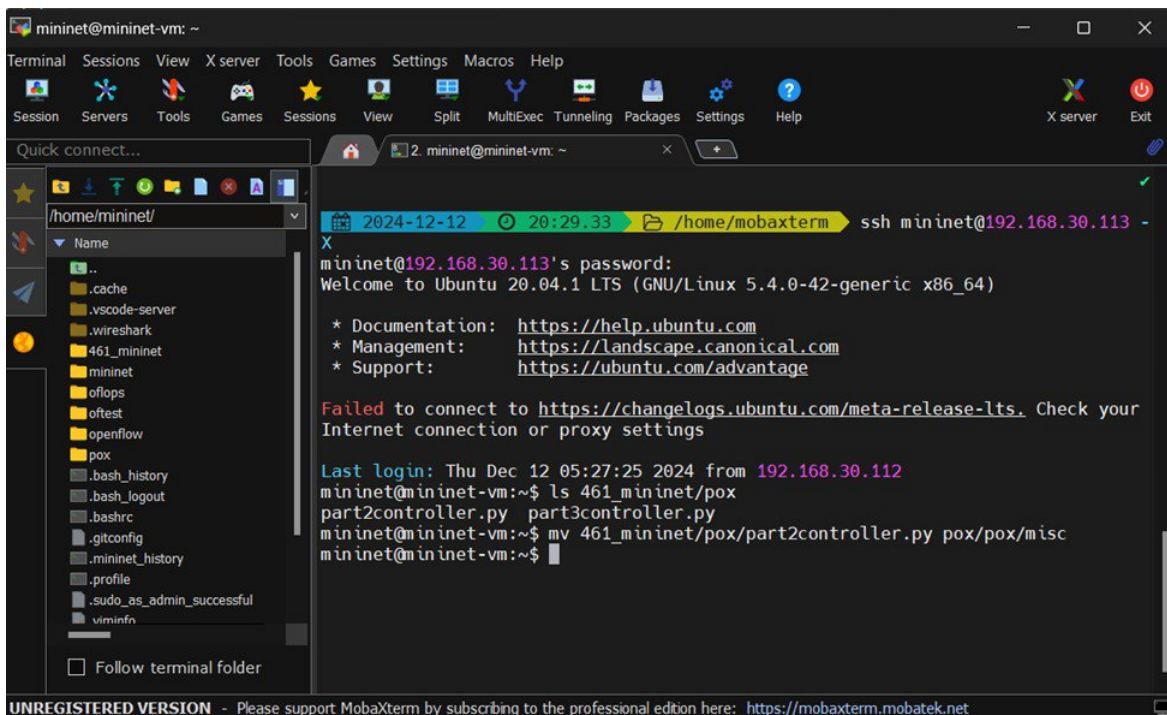 mininet@mininet-vm: ~
Terminal Sessions View X server Tools Games Settings Macros Help
Session Servers Tools Games Sessions View Split MultiExec Tunneling Packages Settings Help X server Exit
Quick connect...
2. mininet@mininet-vm: ~
/home/mininet/
Name
..
.cache
.vscode-server
.wireshark
461_mininet
mininet
oflops
oftest
openflow
pox
.bash_history
.bash_logout
.bashrc
.gitconfig
.mininet_history
.profile
.sudo_as_admin_successful
.viminfo
Follow terminal folder
2024-12-12 20:29.33 /home/mobaxterm ssh mininet@192.168.30.113 -
X
mininet@192.168.30.113's password:
Welcome to Ubuntu 20.04.1 LTS (GNU/Linux 5.4.0-42-generic x86_64)
* Documentation: https://help.ubuntu.com
* Management: https://landscape.canonical.com
* Support: https://ubuntu.com/advantage
Failed to connect to https://changelogs.ubuntu.com/meta-release-lts. Check your
Internet connection or proxy settings
Last login: Thu Dec 12 05:27:25 2024 from 192.168.30.112
mininet@mininet-vm:~$ ls 461_mininet/pox
part2controller.py part3controller.py
mininet@mininet-vm:~$ mv 461_mininet/pox/part2controller.py pox/pox/misc
mininet@mininet-vm:~$
UNREGISTERED VERSION - Please support MobaXterm by subscribing to the professional edition here: https://mobaxterm.mobatek.net